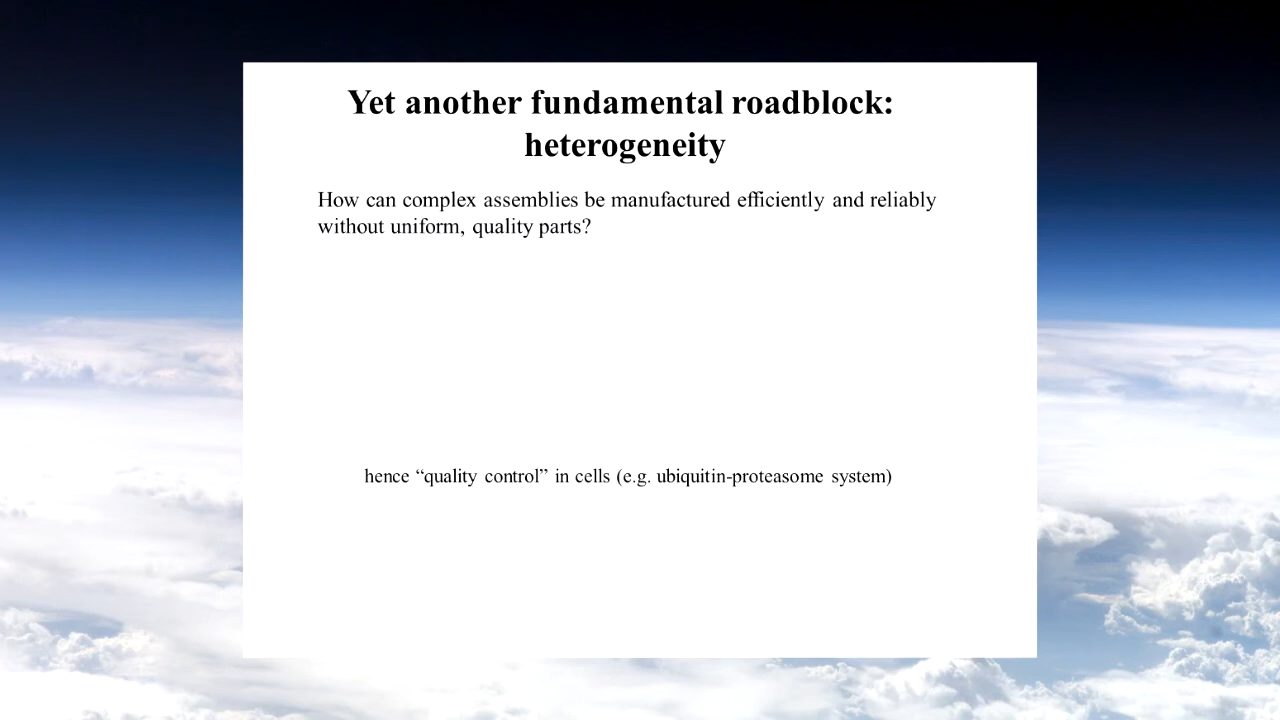 Yet another fundamental roadblock:
heterogeneity
How can complex assemblies be manufactured efficiently and reliably
without uniform, quality parts?
hence “quality control” in cells (e.g. ubiquitin-proteasome system)